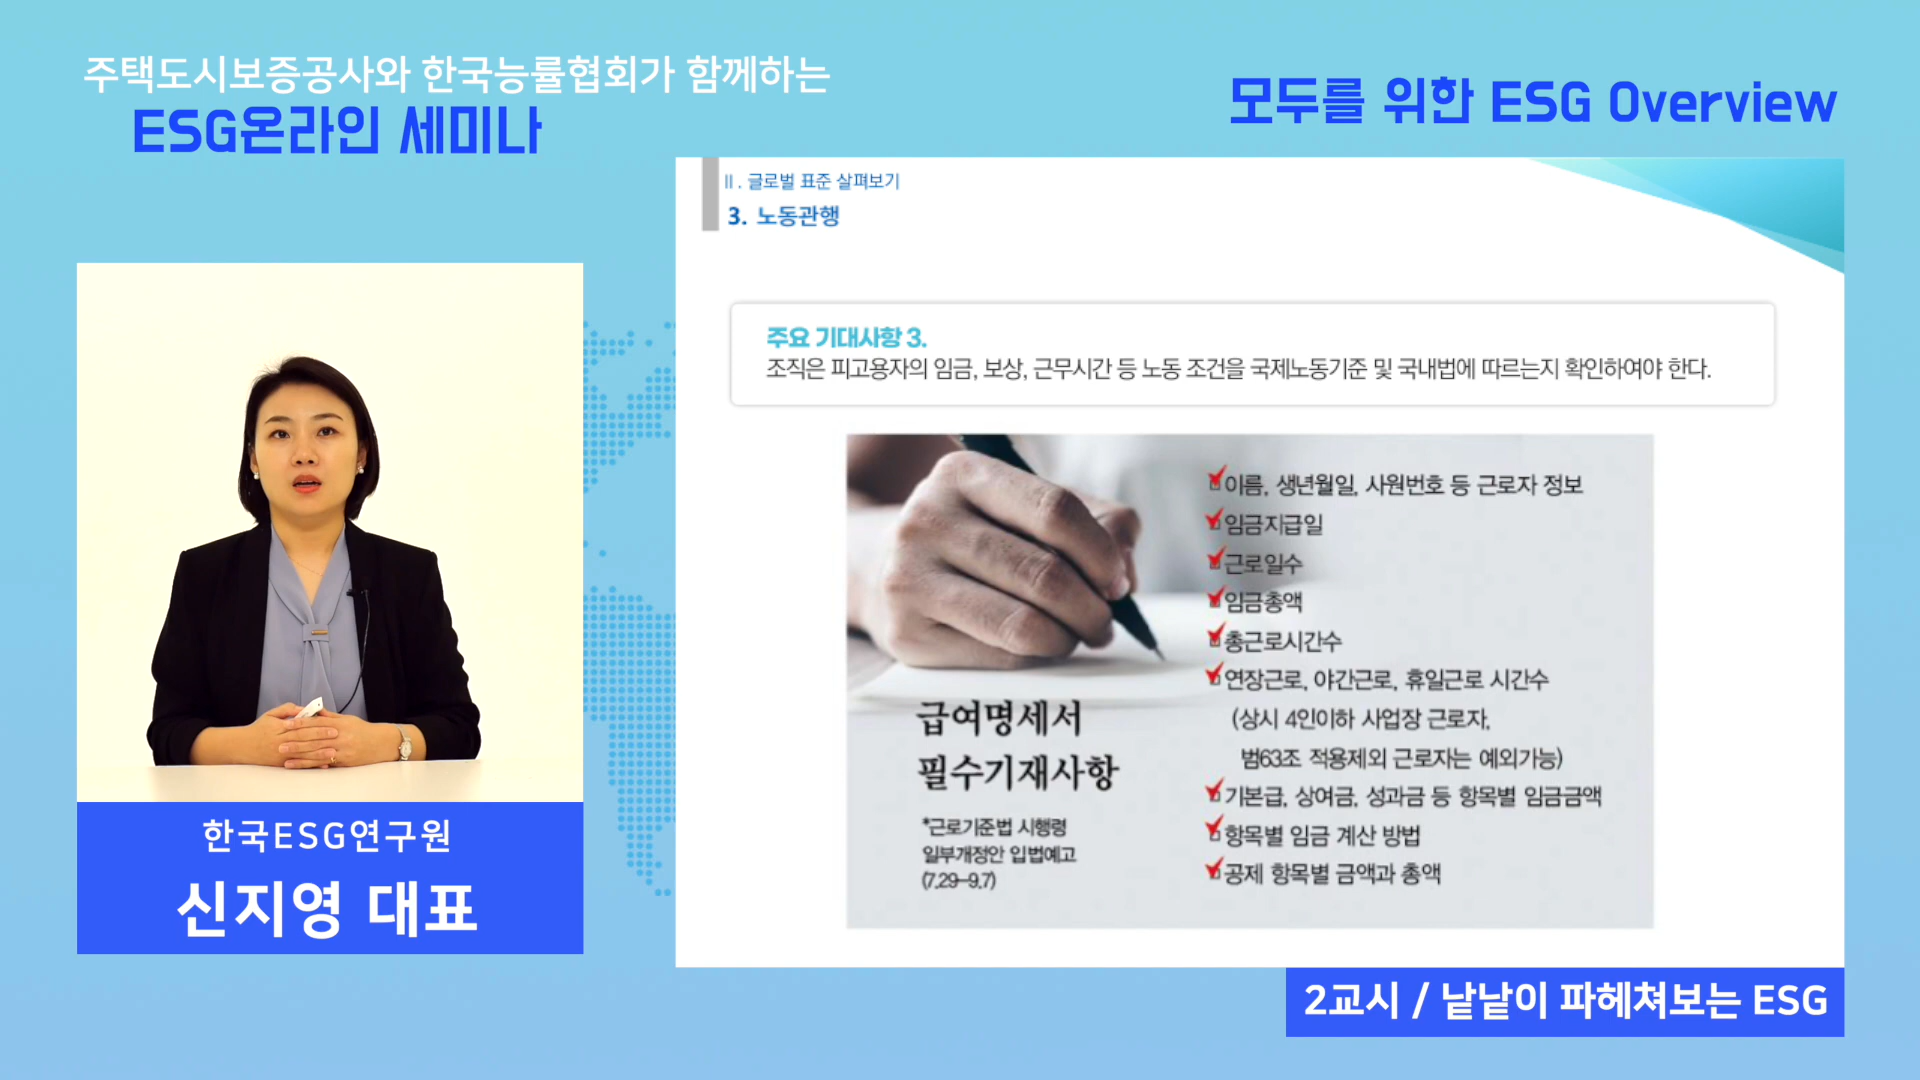 주택도시보증공사와 한국능률협회가 함께하는
ESG온라인 세미나
모두를 위한 ESG Overview
Ⅱ. 글로벌 표준 살펴보기
3. 노동관행
주요 기대사항 3.
조직은 피고용자의 임금, 보상, 근무시간 등 노동 조건을 국제노동기준 및 국내법에 따르는지 확인하여야 한다.
급여명세서
필수기재사항
*근로기준법 시행령
일부개정안 입법예고
(7.29-9.7)
이름, 생년월일, 사원번호 등 근로자 정보
임금지급일
근로일수
임금총액
총근로시간수
연장근로, 야간근로, 휴일근로 시간수
(상시 4인이하 사업장 근로자,
범63조 적용제외 근로자는 예외가능)
기본급, 상여금, 성과금 등 항목별 임금금액
항목별 임금 계산 방법
공제 항목별 금액과 총액
한국ESG연구원
신지영 대표
2교시 / 낱낱이 파헤쳐보는 ESG